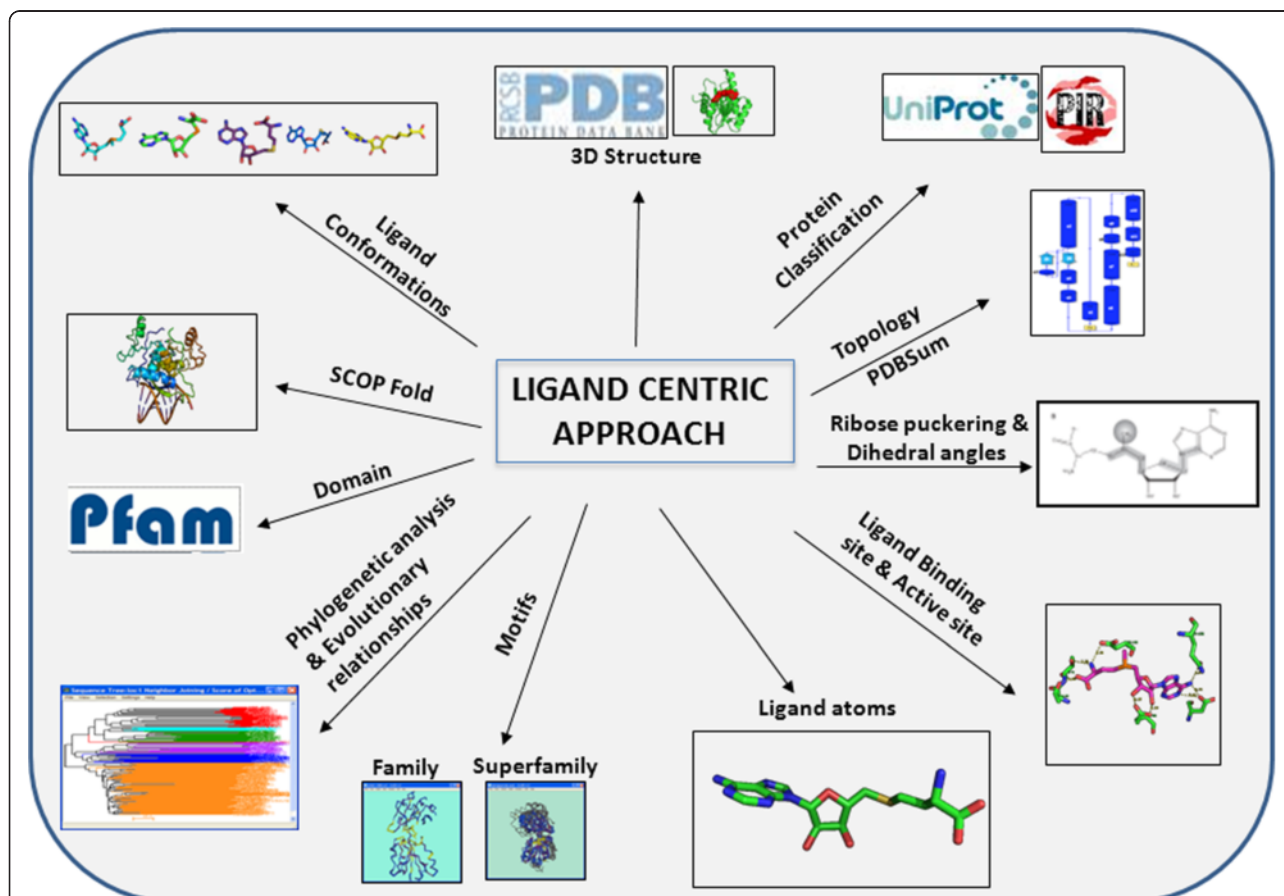 RCSB
PDB
PROTEIN DATA BANK
3D Structure
UniProt
PIR
Ligand
Conformations
Protein
Classification
Topology
PDBSum
SCOP Fold
LIGAND CENTRIC
APPROACH
Ribose puckering &
Dihedral angles
Domain
Pfam
Phylogenetic analysis
& Evolutionary
relationships
Motifs
Ligand Binding
site & Active site
Ligand atoms
Family
Superfamily